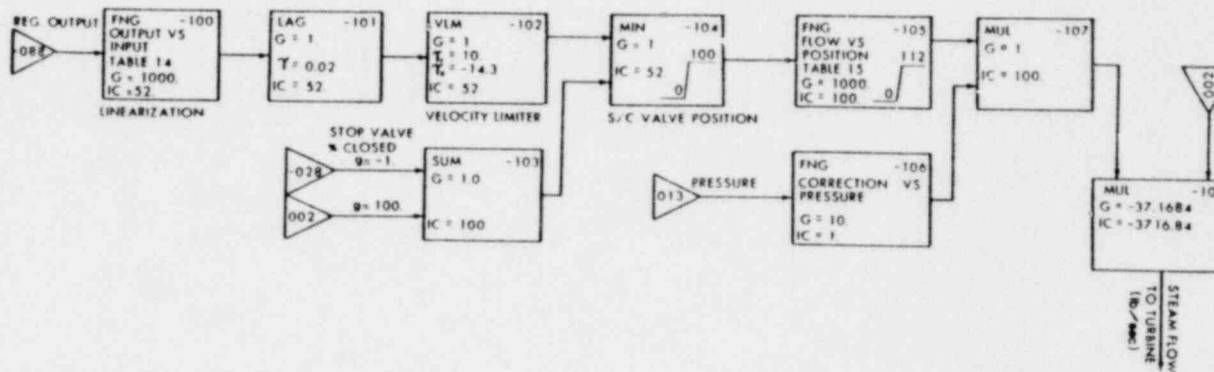 REG OUTPUT
FNG -100
OUTPUT VS
INPUT
TABLE 14
G = 1000.
IC =52.
LINEARIZATION
LAG -101
G = 1.
T = 0.02
IC = 52.
VLM -102
G = 1
T = 10.
T = -14.3
IC = 52.
VELOCITY LIMITER
MIN -104
G = 1
100
IC = 52.
0
S/C VALVE POSITION
FNG -105
FLOW VS
POSITION
TABLE 15
112
G = 1000.
IC = 100.
0
MUL -107
G = 1.
IC = 100.
002
STOP VALVE
% CLOSED
-028
g= -1.
002
g= 100.
SUM -103
G = 1.0
IC = 100
013
PRESSURE
FNG -106
CORRECTION VS
PRESSURE
G = 10.
IC = 1.
MUL
G = -37.1684
IC = -3716.84
STEAM FLOW
TO TURBINE
(lb/sec)